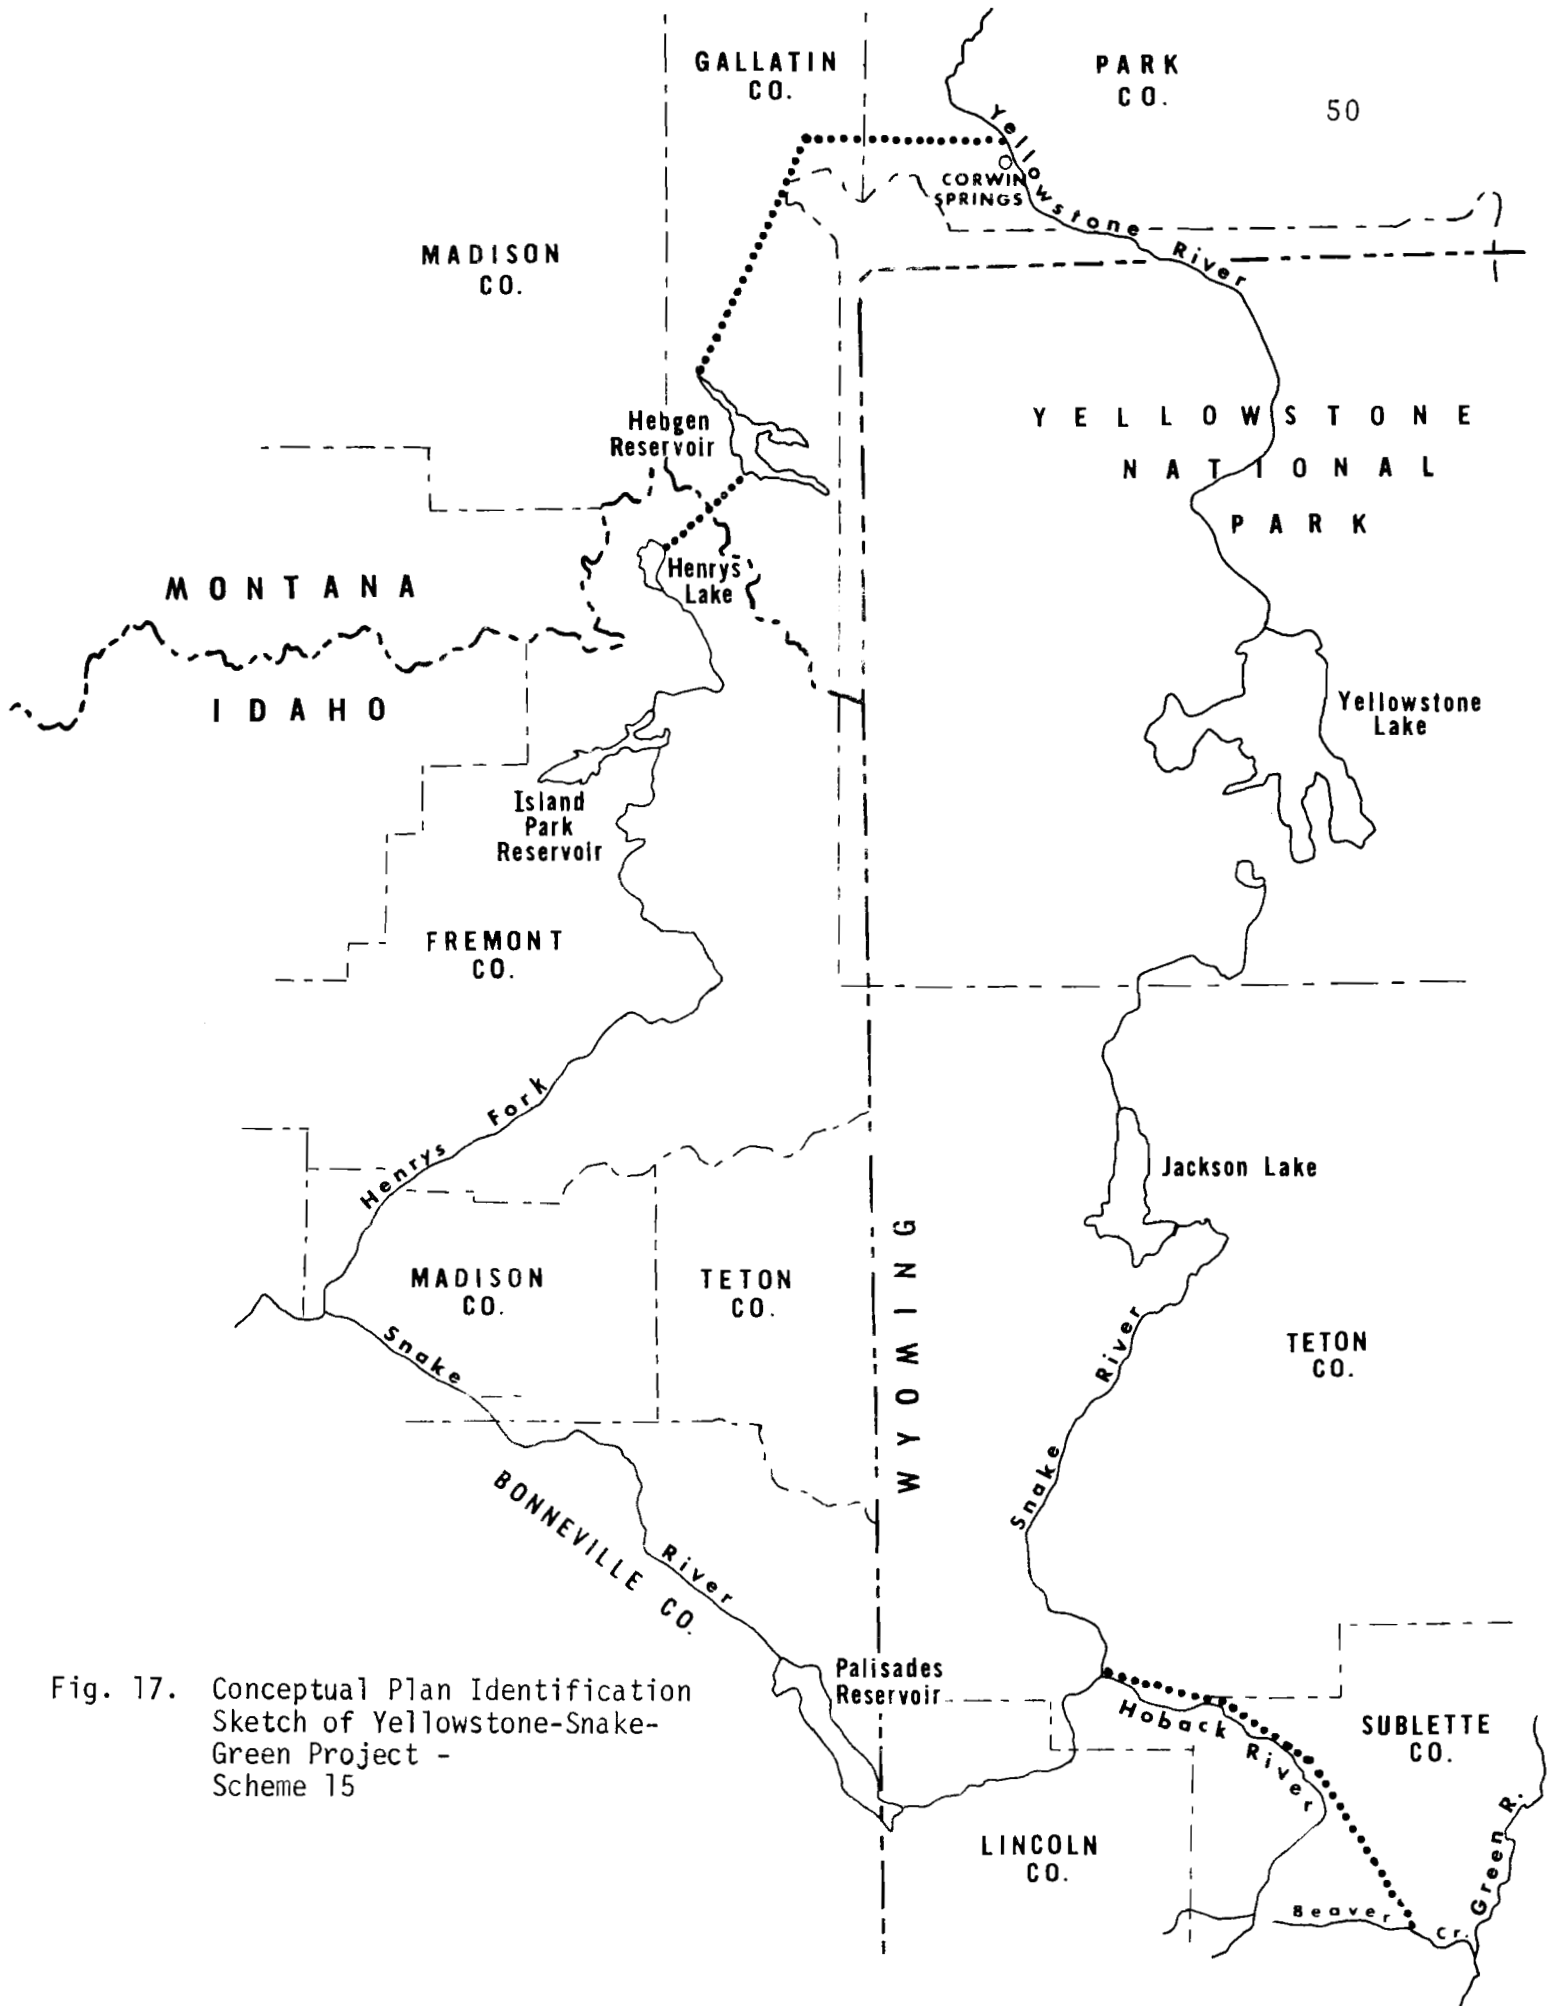 GALLATIN
CO.
PARK
CO.
50
Yellowstone River
CORWIN
SPRINGS
MADISON
CO.
Hebgen
Reservoir
YELLOWSTONE
NATIONAL
PARK
Henrys
Lake
MONTANA
IDAHO
Yellowstone
Lake
Island
Park
Reservoir
FREMONT
CO.
Henrys Fork
Jackson Lake
MADISON
CO.
TETON
CO.
WYOMING
Snake River
TETON
CO.
Snake River
BONNEVILLE CO.
Palisades
Reservoir
Hoback River
SUBLETTE
CO.
LINCOLN
CO.
Green R.
Beaver Cr.
Fig. 17. Conceptual Plan Identification
Sketch of Yellowstone-Snake-
Green Project -
Scheme 15